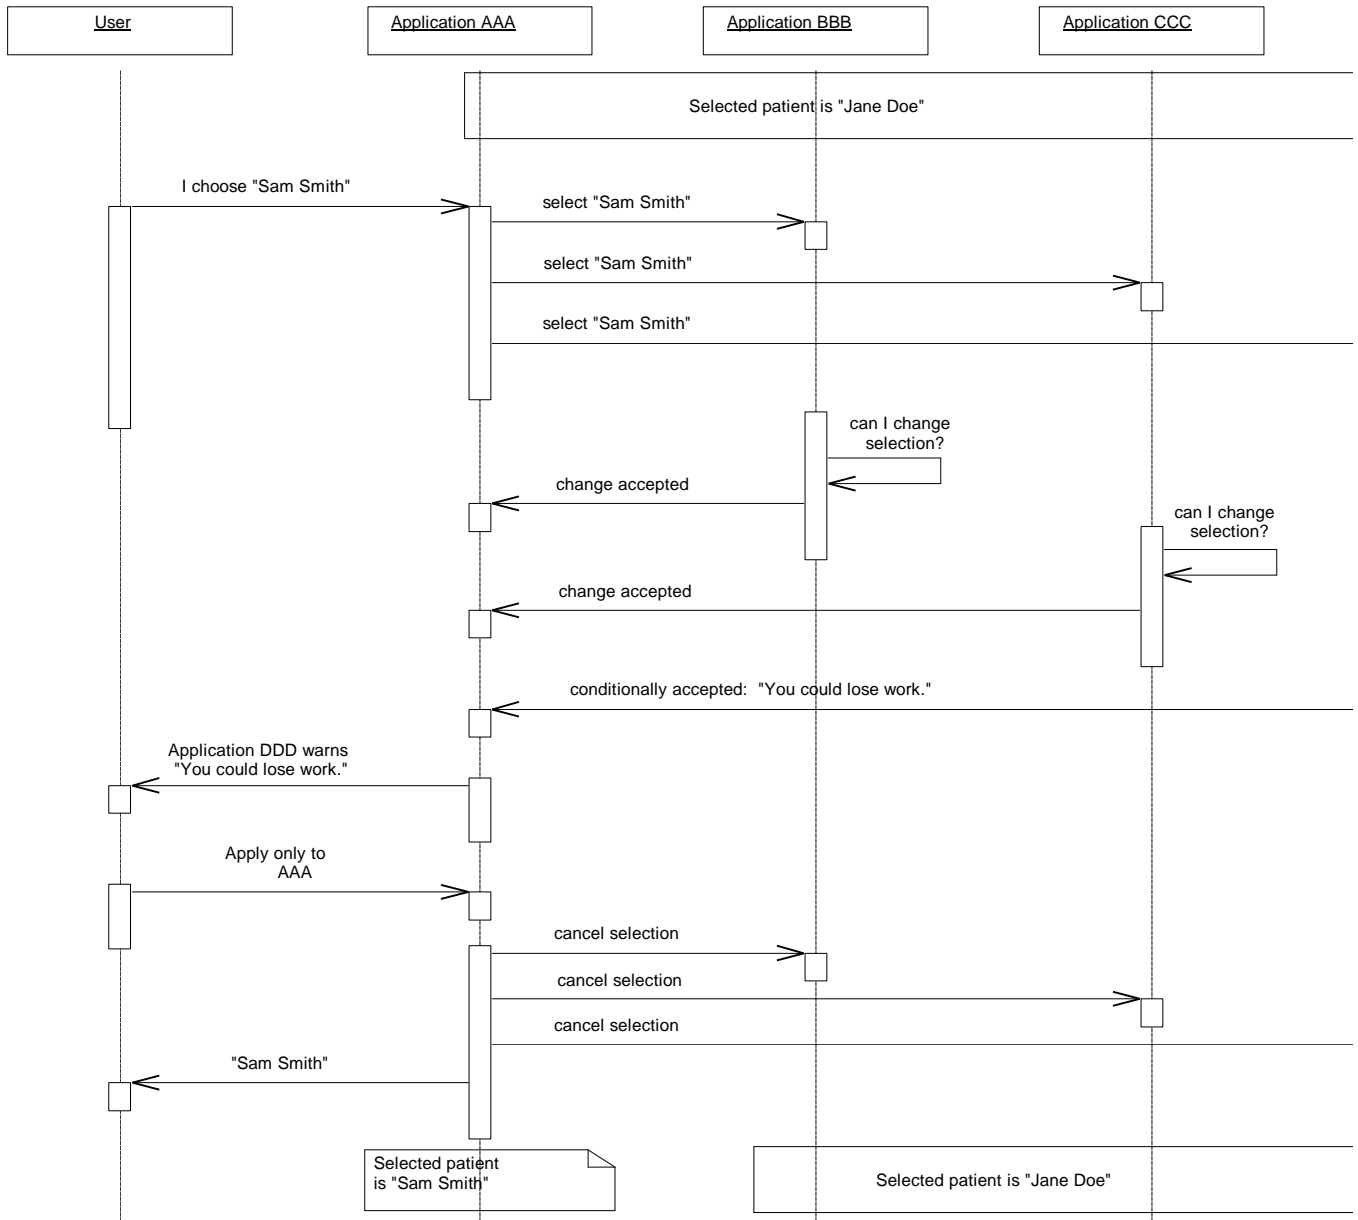 User
Application AAA
Application BBB
Application CCC
Selected patient is "Jane Doe"
I choose "Sam Smith"
select "Sam Smith"
select "Sam Smith"
select "Sam Smith"
can I change
selection?
change accepted
can I change
selection?
change accepted
conditionally accepted: "You could lose work."
Application DDD warns
"You could lose work."
Apply only to
AAA
cancel selection
cancel selection
cancel selection
"Sam Smith"
Selected patient
is "Sam Smith"
Selected patient is "Jane Doe"